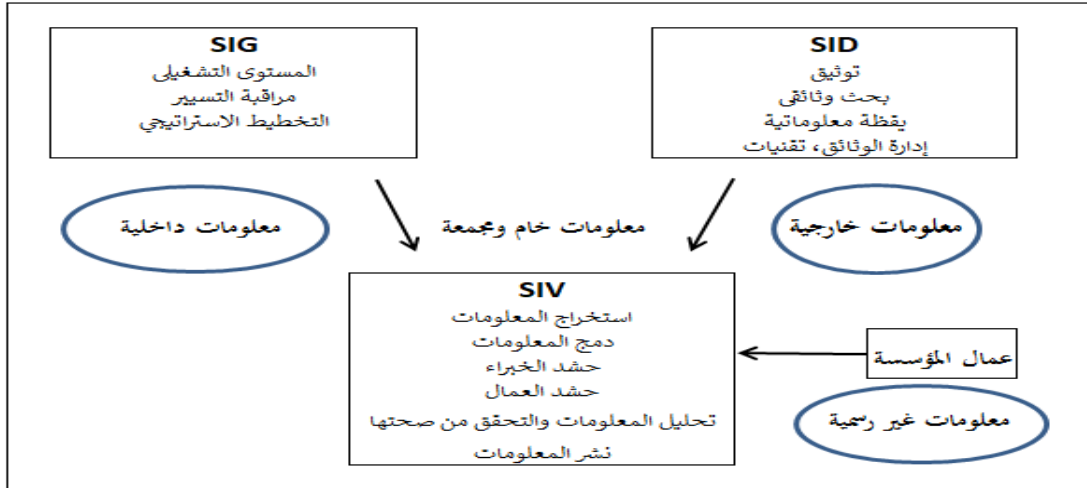 SIG
المستوى التشغيلى
مراقبة التسيير
التخطيط الاستراتيجي
SID
توثيق
بحث وثائقى
يقظة معلوماتية
إدارة الوثائق، تقنيات
معلومات داخلية
معلومات خام ومجمعة
معلومات خارجية
SIV
استخراج المعلومات
دمج المعلومات
حشد الخبراء
حشد العمال
تحليل المعلومات والتحقق من صحتها
نشر المعلومات
عمال المؤسسة
معلومات غير رسمية